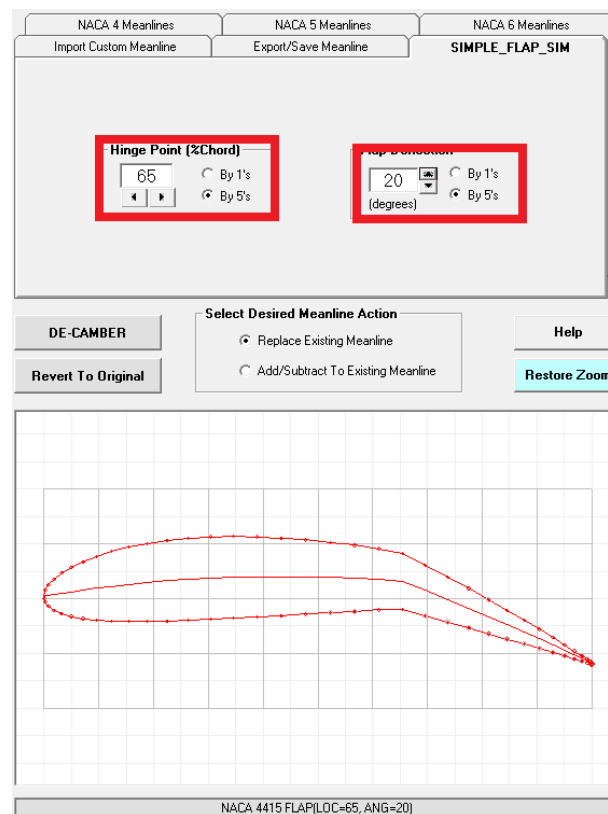 NACA 4 Meanlines
NACA 5 Meanlines
NACA 6 Meanlines
Import Custom Meanline
Export/Save Meanline
SIMPLE_FLAP_SIM
Hinge Point (%Chord)
65
By 1's
By 5's
Flap Deflection
20
(degrees)
By 1's
By 5's
DE-CAMBER
Revert To Original
Select Desired Meanline Action
Replace Existing Meanline
Add/Subtract To Existing Meanline
Help
Restore Zoom
NACA 4415 FLAP(LOC=65, ANG=20)